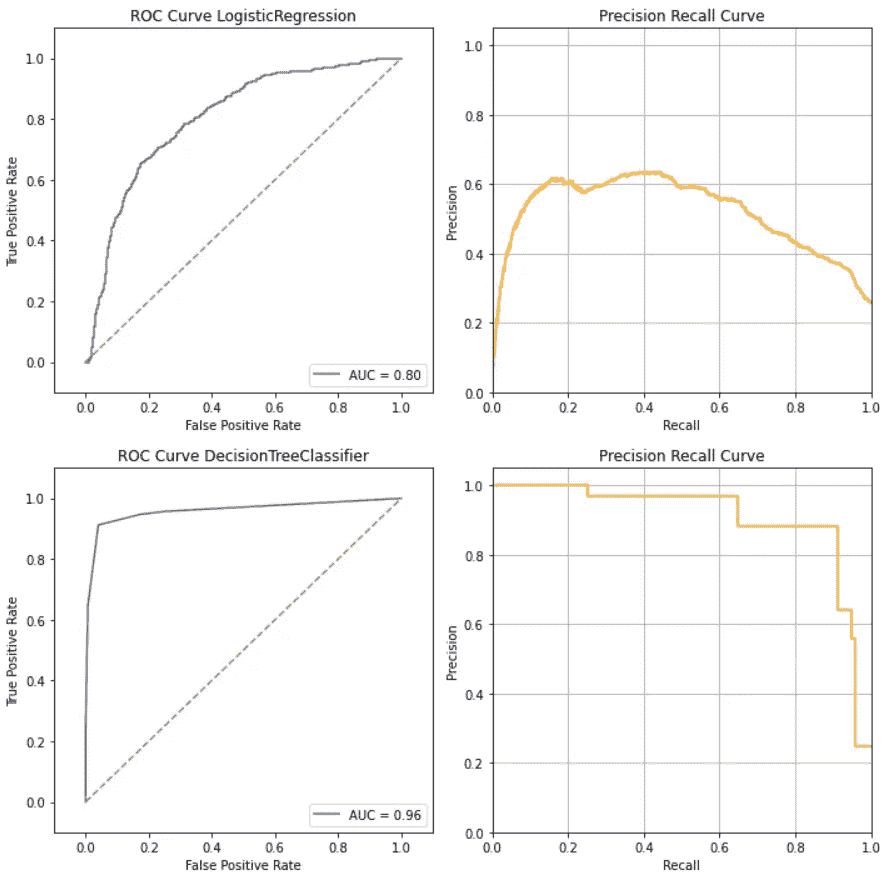 ROC Curve LogisticRegression
True Positive Rate
1.0
0.8
0.6
0.4
0.2
0.0
AUC = 0.80
0.0 0.2 0.4 0.6 0.8 1.0
False Positive Rate
Precision Recall Curve
Precision
1.0
0.8
0.6
0.4
0.2
0.0
0.0 0.2 0.4 0.6 0.8 1.0
Recall
ROC Curve DecisionTreeClassifier
True Positive Rate
1.0
0.8
0.6
0.4
0.2
0.0
AUC = 0.96
0.0 0.2 0.4 0.6 0.8 1.0
False Positive Rate
Precision Recall Curve
Precision
1.0
0.8
0.6
0.4
0.2
0.0
0.0 0.2 0.4 0.6 0.8 1.0
Recall